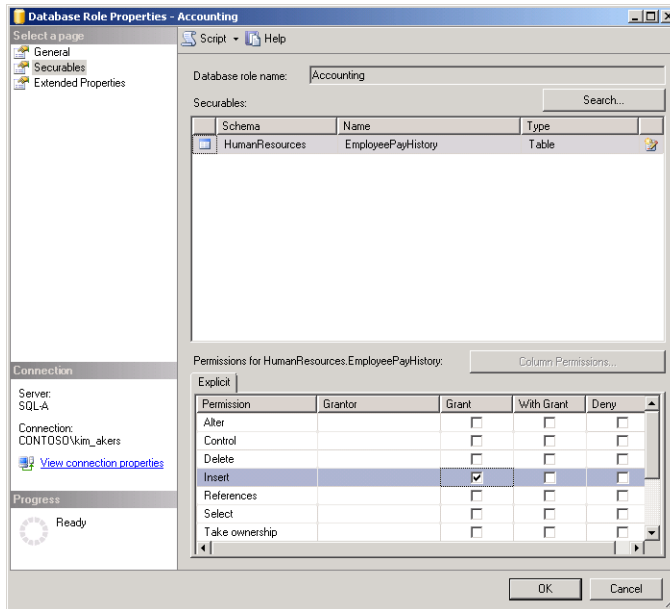 Database Role Properties - Accounting
Select a page
General
Securables
Extended Properties
Script Help
Database role name: Accounting
Securables: Search...
Schema Name Type
HumanResources EmployeePayHistory Table
Permissions for HumanResources.EmployeePayHistory: Column Permissions...
Explicit
Permission Grantor Grant With Grant Deny
Alter
Control
Delete
Insert
References
Select
Take ownership
Connection
Server:
SQL-A
Connection:
CONTOSO\kim_akers
View connection properties
Progress
Ready
OK Cancel